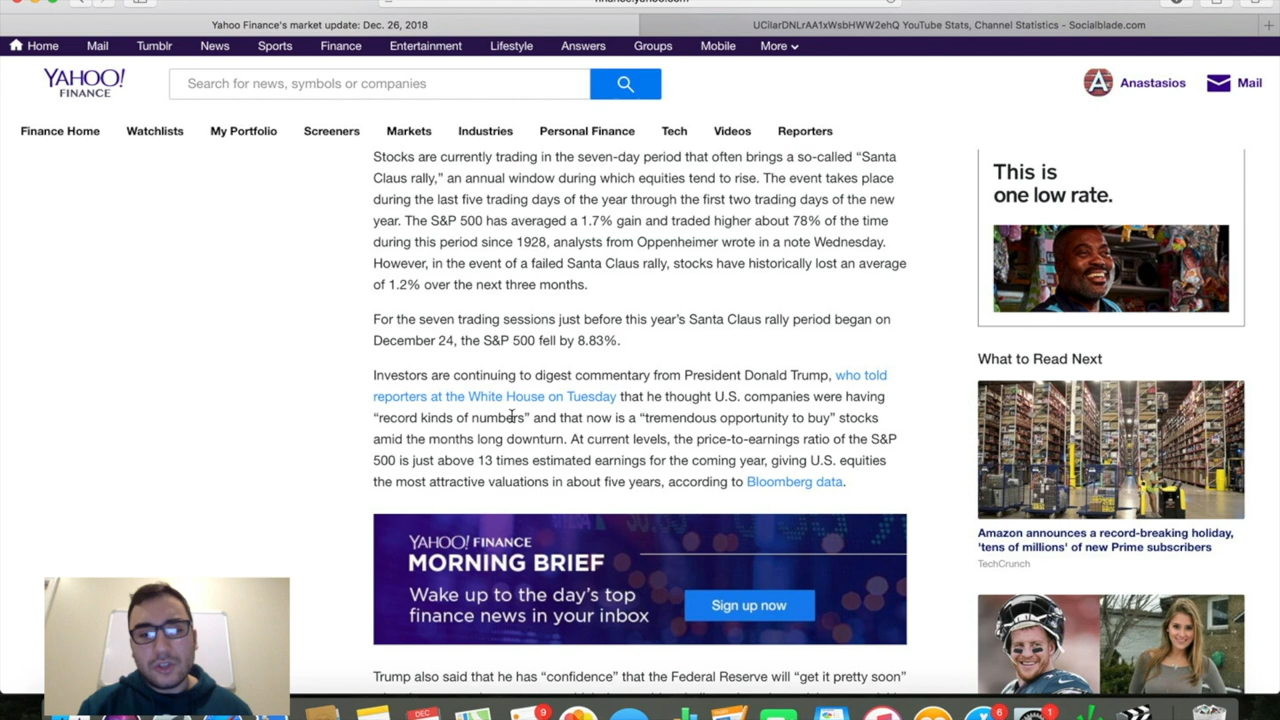 Yahoo Finance's market update: Dec. 26, 2018
UCilarDNLrAA1xWsbHWW2ehQ YouTube Stats, Channel Statistics - Socialblade.com
Home Mail Tumblr News Sports Finance Entertainment Lifestyle Answers Groups Mobile More
YAHOO!
FINANCE
Search for news, symbols or companies
Anastasios Mail
Finance Home Watchlists My Portfolio Screeners Markets Industries Personal Finance Tech Videos Reporters
Stocks are currently trading in the seven-day period that often brings a so-called “Santa
Claus rally,” an annual window during which equities tend to rise. The event takes place
during the last five trading days of the year through the first two trading days of the new
year. The S&P 500 has averaged a 1.7% gain and traded higher about 78% of the time
during this period since 1928, analysts from Oppenheimer wrote in a note Wednesday.
However, in the event of a failed Santa Claus rally, stocks have historically lost an average
of 1.2% over the next three months.
For the seven trading sessions just before this year’s Santa Claus rally period began on
December 24, the S&P 500 fell by 8.83%.
Investors are continuing to digest commentary from President Donald Trump, who told
reporters at the White House on Tuesday that he thought U.S. companies were having
“record kinds of numbers” and that now is a “tremendous opportunity to buy” stocks
amid the months long downturn. At current levels, the price-to-earnings ratio of the S&P
500 is just above 13 times estimated earnings for the coming year, giving U.S. equities
the most attractive valuations in about five years, according to Bloomberg data.
YAHOO! FINANCE
MORNING BRIEF
Wake up to the day’s top
finance news in your inbox
Sign up now
Trump also said that he has “confidence” that the Federal Reserve will “get it pretty soon”
This is
one low rate.
What to Read Next
Amazon announces a record-breaking holiday,
'tens of millions' of new Prime subscribers
TechCrunch
DEC
9
6
1